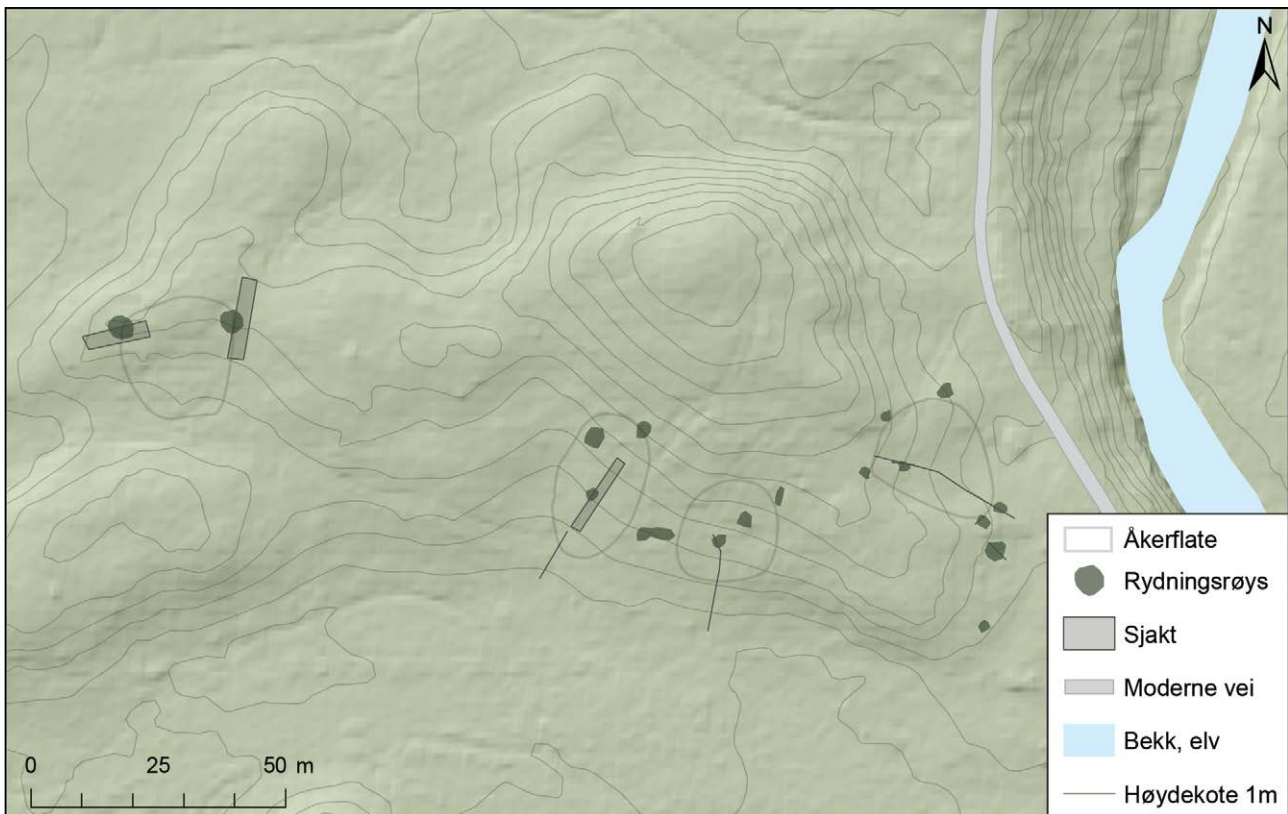 N
Åkerflate
Rydningsrøys
Sjakt
Moderne vei
Bekk, elv
Høydekote 1m
0 25 50 m